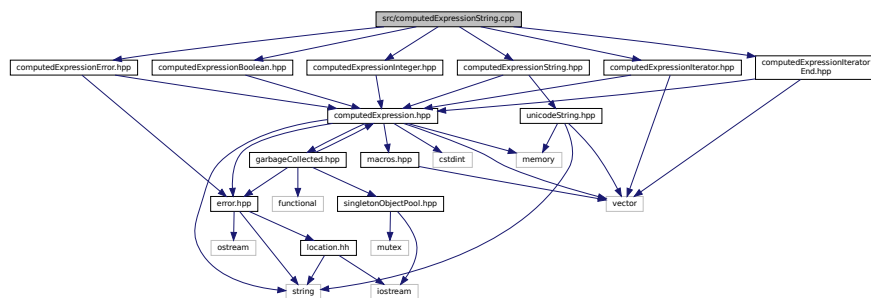 src/computedExpressionString.cpp
computedExpressionError.hpp
computedExpressionBoolean.hpp
computedExpressionInteger.hpp
computedExpressionString.hpp
computedExpressionIterator.hpp
computedExpressionIterator
End.hpp
computedExpression.hpp
unicodeString.hpp
garbageCollected.hpp
macros.hpp
cstdint
memory
error.hpp
functional
singletonObjectPool.hpp
vector
ostream
location.hh
mutex
string
iostream